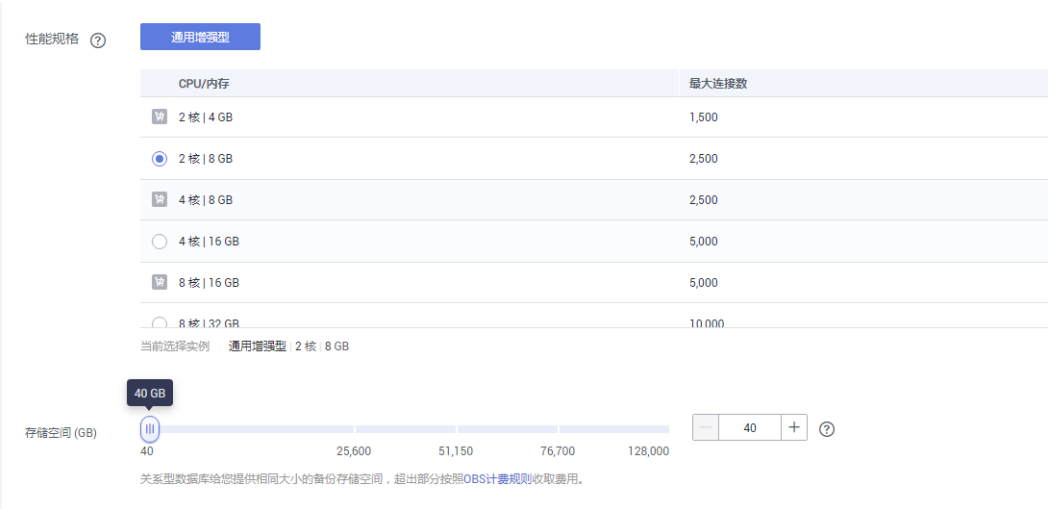 性能规格 ?
通用增强型
CPU/内存 最大连接数
2 核 | 4 GB 1,500
2 核 | 8 GB 2,500
4 核 | 8 GB 2,500
4 核 | 16 GB 5,000
8 核 | 16 GB 5,000
8 核 | 32 GB 10,000
当前选择实例 通用增强型 | 2 核 | 8 GB
40 GB
存储空间 (GB) − 40 + ?
40 25,600 51,150 76,700 128,000
关系型数据库给您提供相同大小的备份存储空间，超出部分按照OBS计费规则收取费用。